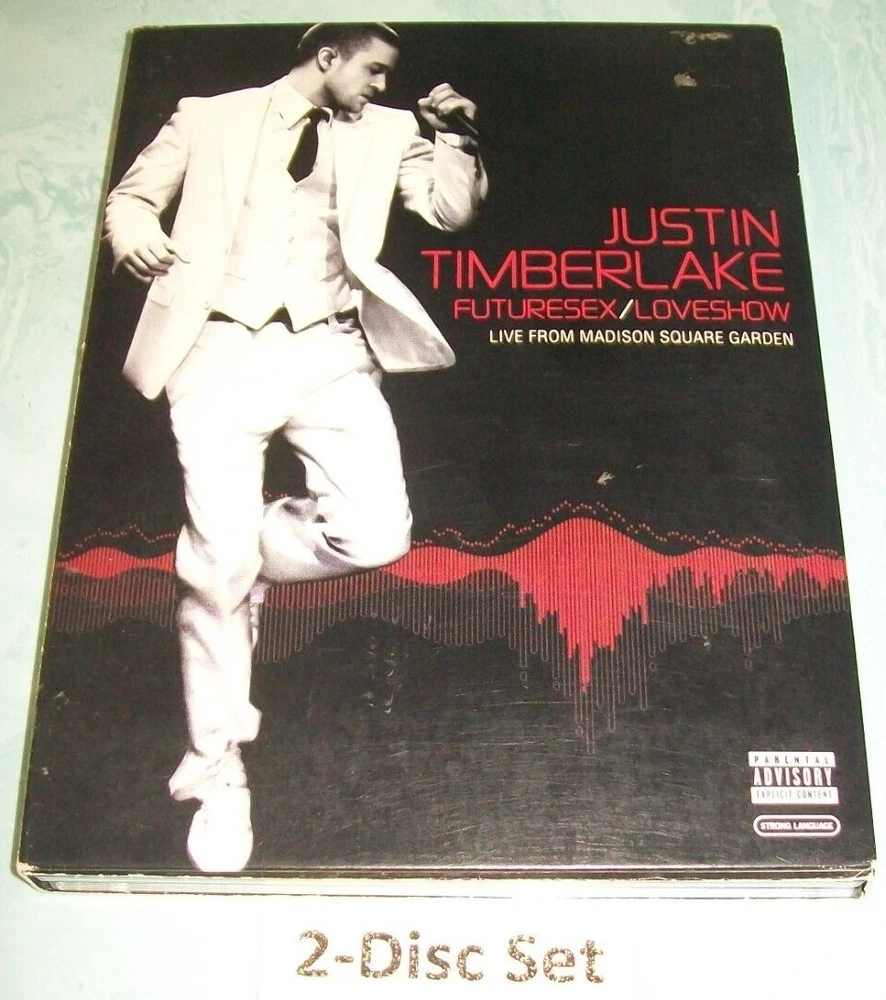 JUSTIN
TIMBERLAKE
FUTURESEX/LOVESHOW
LIVE FROM MADISON SQUARE GARDEN
PARENTAL
ADVISORY
EXPLICIT CONTENT
STRONG LANGUAGE
2-Disc Set